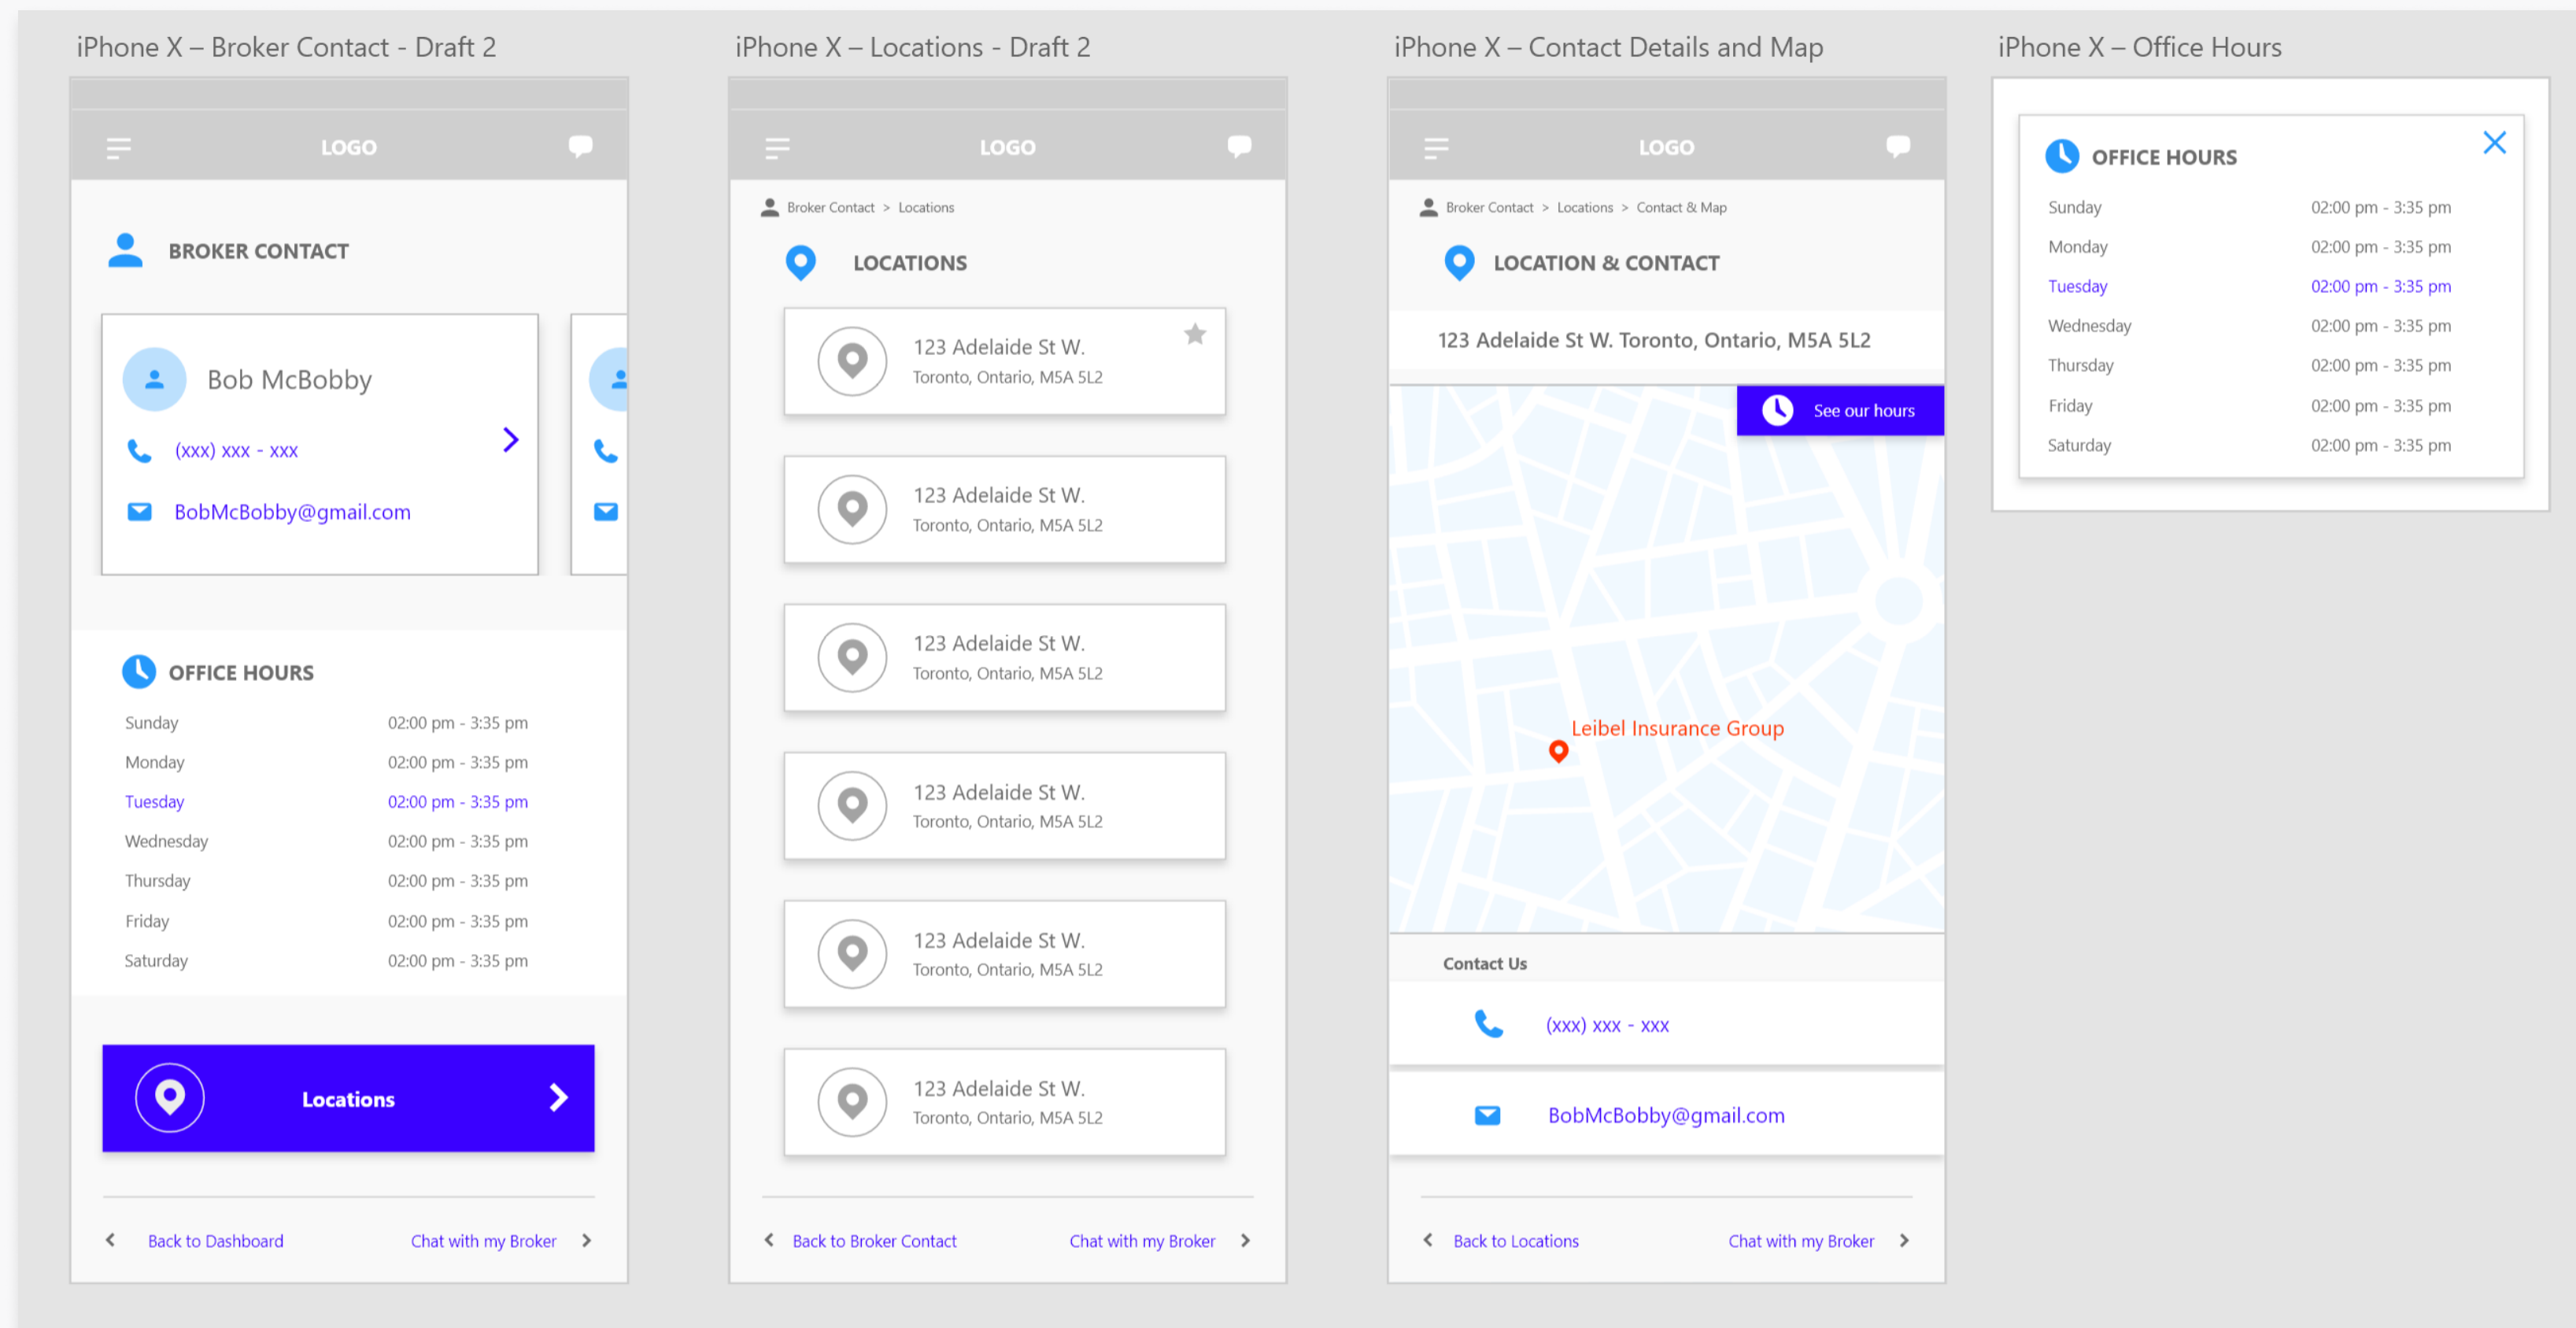 iPhone X – Broker Contact - Draft 2
LOGO
BROKER CONTACT
Bob McBobby
(xxx) xxx - xxx
BobMcBobby@gmail.com
OFFICE HOURS
Sunday 02:00 pm - 3:35 pm
Monday 02:00 pm - 3:35 pm
Tuesday 02:00 pm - 3:35 pm
Wednesday 02:00 pm - 3:35 pm
Thursday 02:00 pm - 3:35 pm
Friday 02:00 pm - 3:35 pm
Saturday 02:00 pm - 3:35 pm
Locations
Back to Dashboard Chat with my Broker
iPhone X – Locations - Draft 2
LOGO
Broker Contact > Locations
LOCATIONS
123 Adelaide St W.
Toronto, Ontario, M5A 5L2
123 Adelaide St W.
Toronto, Ontario, M5A 5L2
123 Adelaide St W.
Toronto, Ontario, M5A 5L2
123 Adelaide St W.
Toronto, Ontario, M5A 5L2
123 Adelaide St W.
Toronto, Ontario, M5A 5L2
123 Adelaide St W.
Toronto, Ontario, M5A 5L2
Back to Broker Contact Chat with my Broker
iPhone X – Contact Details and Map
LOGO
Broker Contact > Locations > Contact & Map
LOCATION & CONTACT
123 Adelaide St W. Toronto, Ontario, M5A 5L2
See our hours
Leibel Insurance Group
Contact Us
(xxx) xxx - xxx
BobMcBobby@gmail.com
Back to Locations Chat with my Broker
iPhone X – Office Hours
OFFICE HOURS
Sunday 02:00 pm - 3:35 pm
Monday 02:00 pm - 3:35 pm
Tuesday 02:00 pm - 3:35 pm
Wednesday 02:00 pm - 3:35 pm
Thursday 02:00 pm - 3:35 pm
Friday 02:00 pm - 3:35 pm
Saturday 02:00 pm - 3:35 pm